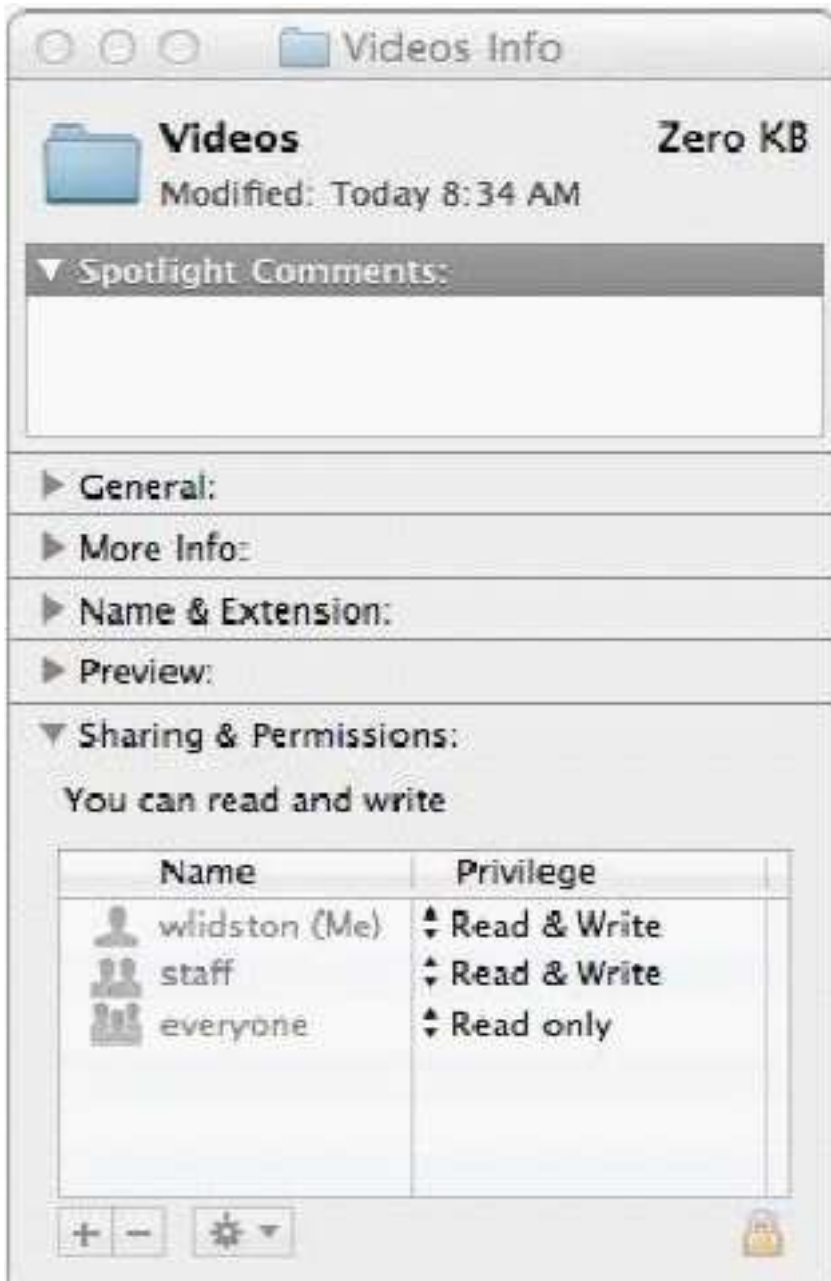 Videos Info
Videos Zero KB
Modified: Today 8:34 AM
Spotlight Comments:
General:
More Info:
Name & Extension:
Preview:
Sharing & Permissions:
You can read and write
Name Privilege
wlidston (Me) Read & Write
staff Read & Write
everyone Read only